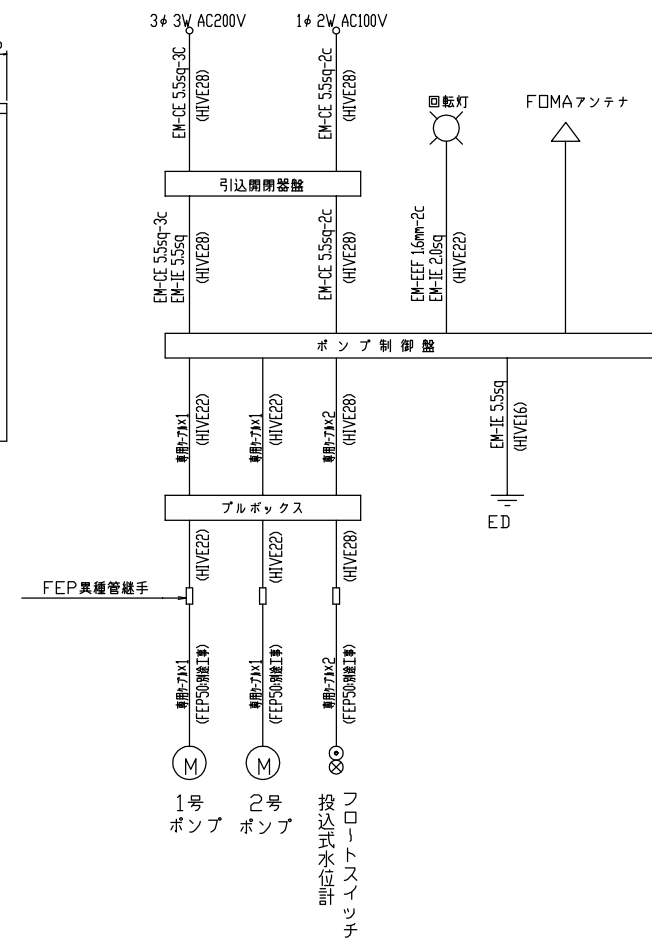 3φ3W AC200V
1φ2W AC100V
EM-CE 5.5sq-3C
(HIVE28)
EM-CE 5.5sq-2c
(HIVE28)
回転灯
FOMAアンテナ
引込開閉器盤
EM-CE 5.5sq-3C
EM-IE 5.5sq
(HIVE28)
EM-CE 5.5sq-2c
(HIVE28)
EM-EEF 1.6mm-2c
EM-IE 2.0sq
(HIVE22)
ポンプ制御盤
専用ケーブルx1
(HIVE22)
専用ケーブルx1
(HIVE22)
専用ケーブルx2
(HIVE28)
EM-IE 5.5sq
(HIVE16)
ED
プルボックス
(HIVE22)
(HIVE22)
(HIVE28)
FEP異種管継手
専用ケーブルx1
(FEP50:別途工事)
専用ケーブルx1
(FEP50:別途工事)
専用ケーブルx2
(FEP50:別途工事)
M
M
1号
ポンプ
2号
ポンプ
フロートスイッチ
投込式水位計